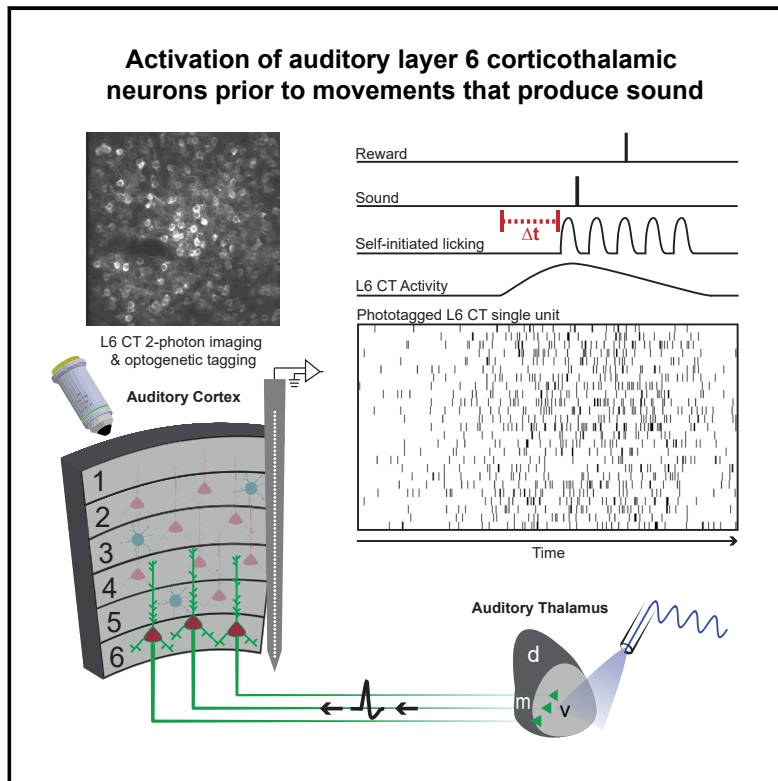 Activation of auditory layer 6 corticothalamic
neurons prior to movements that produce sound
Reward
Sound
Δt
Self-initiated licking
L6 CT Activity
Phototagged L6 CT single unit
Time
L6 CT 2-photon imaging
& optogenetic tagging
Auditory Cortex
1
2
3
4
5
6
Auditory Thalamus
d
m
v